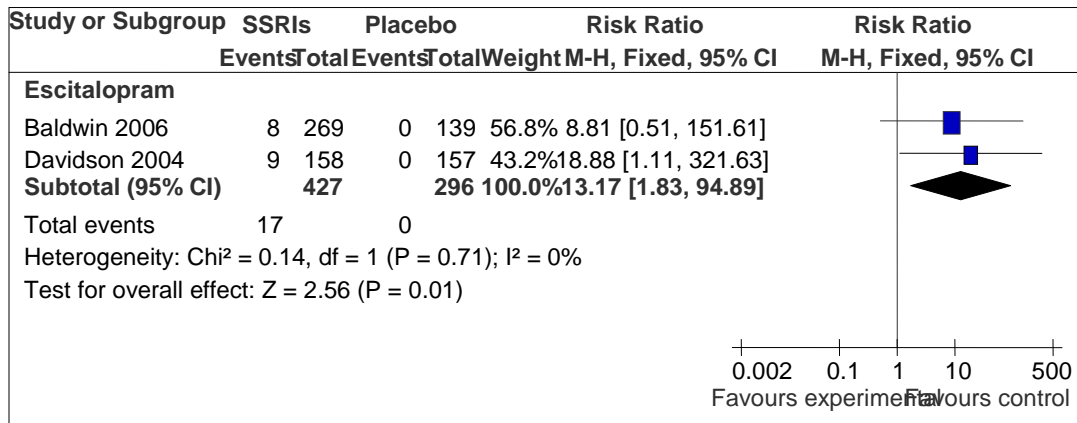 Study or Subgroup SSRIs Placebo Risk Ratio Risk Ratio
Events Total Events Total Weight M-H, Fixed, 95% CI M-H, Fixed, 95% CI
Escitalopram
Baldwin 2006 8 269 0 139 56.8% 8.81 [0.51, 151.61]
Davidson 2004 9 158 0 157 43.2% 18.88 [1.11, 321.63]
Subtotal (95% CI) 427 296 100.0% 13.17 [1.83, 94.89]
Total events 17 0
Heterogeneity: Chi² = 0.14, df = 1 (P = 0.71); I² = 0%
Test for overall effect: Z = 2.56 (P = 0.01)
0.002 0.1 1 10 500
Favours experimental Favours control